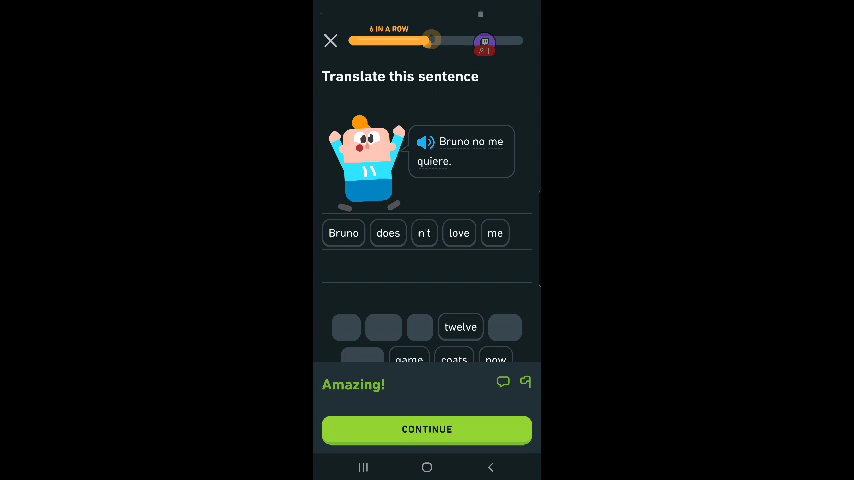 6 IN A ROW
Translate this sentence
Bruno no me
quiere.
Bruno does n't love me
twelve
game coats now
Amazing!
CONTINUE